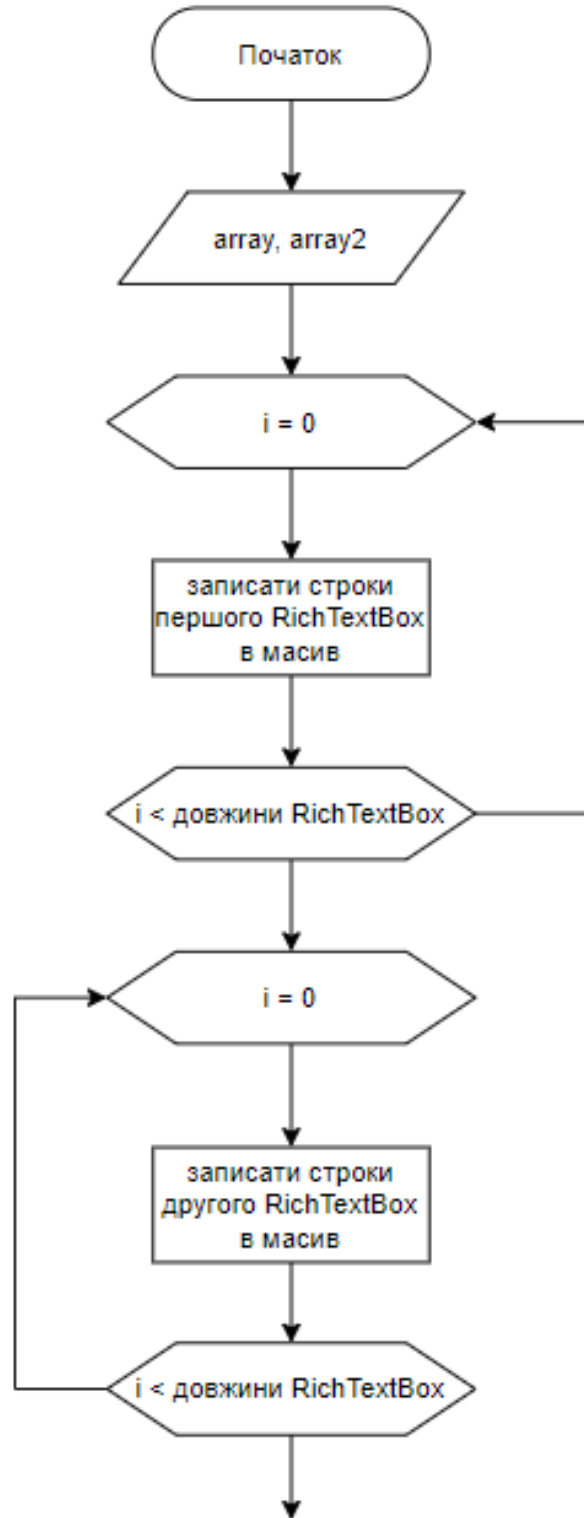 Початок
array, array2
i = 0
записати строки
першого RichTextBox
в масив
i < довжини RichTextBox
i = 0
записати строки
другого RichTextBox
в масив
i < довжини RichTextBox